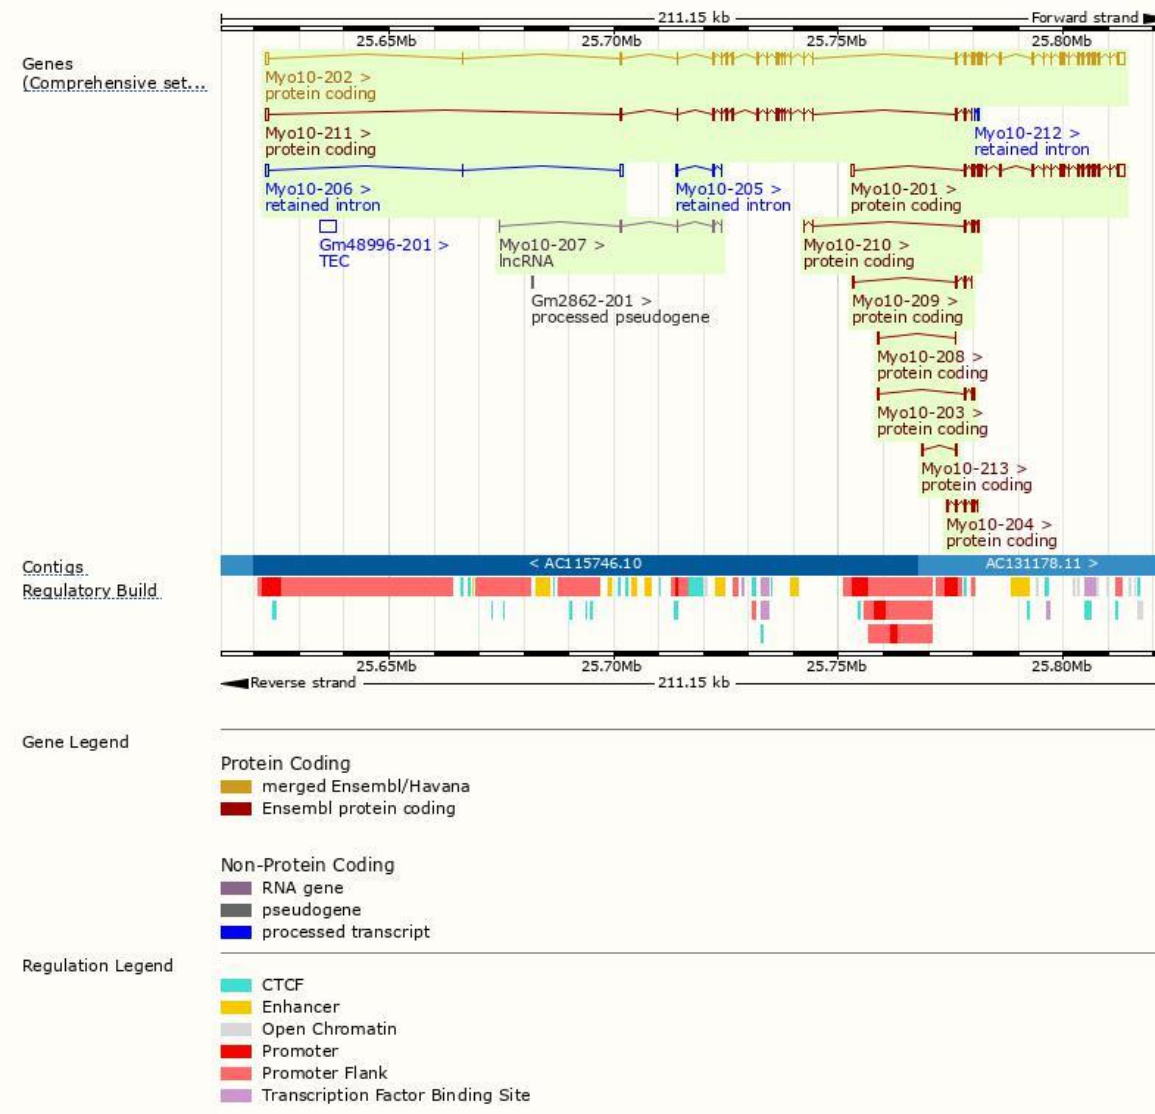 211.15 kb
Forward strand
25.65Mb 25.70Mb 25.75Mb 25.80Mb
Genes
(Comprehensive set...
Myo10-202 >
protein coding
Myo10-211 >
protein coding
Myo10-212 >
retained intron
Myo10-206 >
retained intron
Myo10-205 >
retained intron
Myo10-201 >
protein coding
Gm48996-201 >
TEC
Myo10-207 >
lncRNA
Myo10-210 >
protein coding
Gm2862-201 >
processed pseudogene
Myo10-209 >
protein coding
Myo10-208 >
protein coding
Myo10-203 >
protein coding
Myo10-213 >
protein coding
Myo10-204 >
protein coding
Contigs
< AC115746.10
AC131178.11 >
Regulatory Build
25.65Mb 25.70Mb 25.75Mb 25.80Mb
Reverse strand
211.15 kb
Gene Legend
Protein Coding
merged Ensembl/Havana
Ensembl protein coding
Non-Protein Coding
RNA gene
pseudogene
processed transcript
Regulation Legend
CTCF
Enhancer
Open Chromatin
Promoter
Promoter Flank
Transcription Factor Binding Site